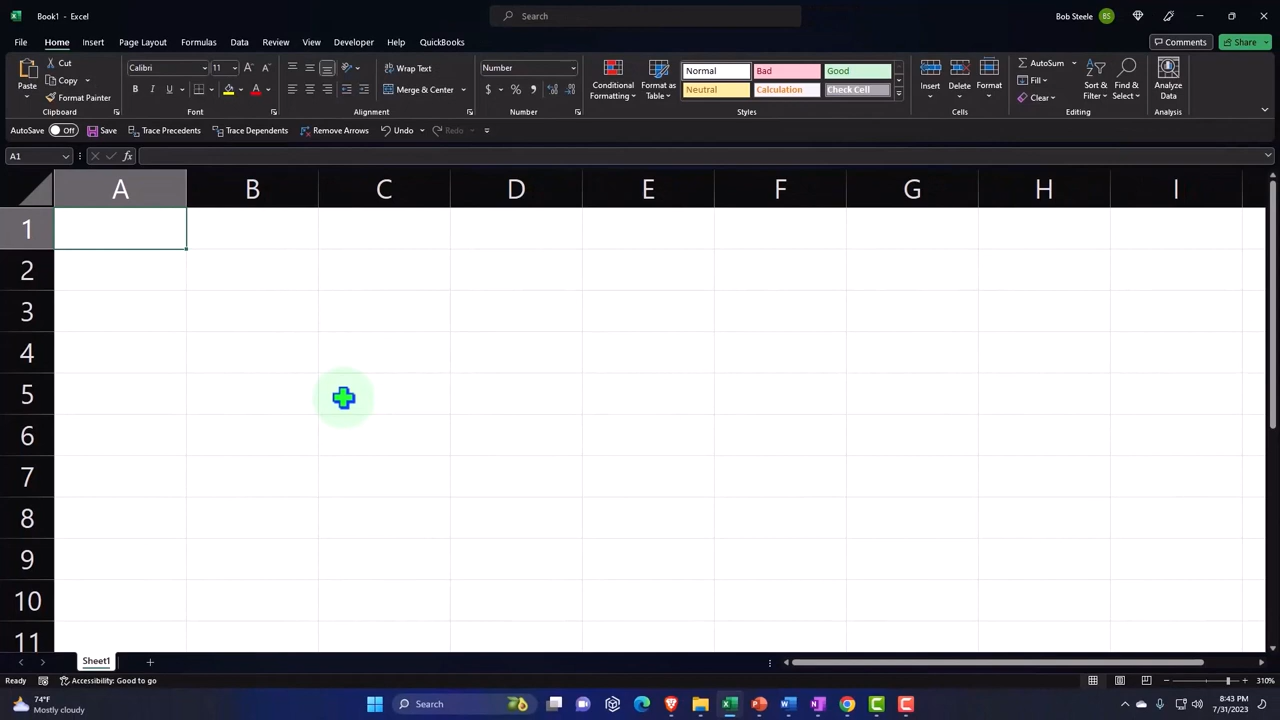 Book1 - Excel
Search
Bob Steele
BS
File Home Insert Page Layout Formulas Data Review View Developer Help QuickBooks
Comments
Share
Paste
Cut
Copy
Format Painter
Clipboard
Calibri
11
B I U
Font
Wrap Text
Merge & Center
Alignment
Number
$ % 9
Number
Conditional
Formatting
Format as
Table
Normal Bad Good
Neutral Calculation Check Cell
Styles
Insert Delete Format
Cells
AutoSum
Fill
Clear
Sort &
Filter
Find &
Select
Editing
Analyze
Data
Analysis
AutoSave Off Save Trace Precedents Trace Dependents Remove Arrows Undo Redo
A1
fx
A B C D E F G H I
1
2
3
4
5
6
7
8
9
10
11
Sheet1
Ready Accessibility: Good to go
310%
74°F
Mostly cloudy
Search
8:43 PM
7/31/2023